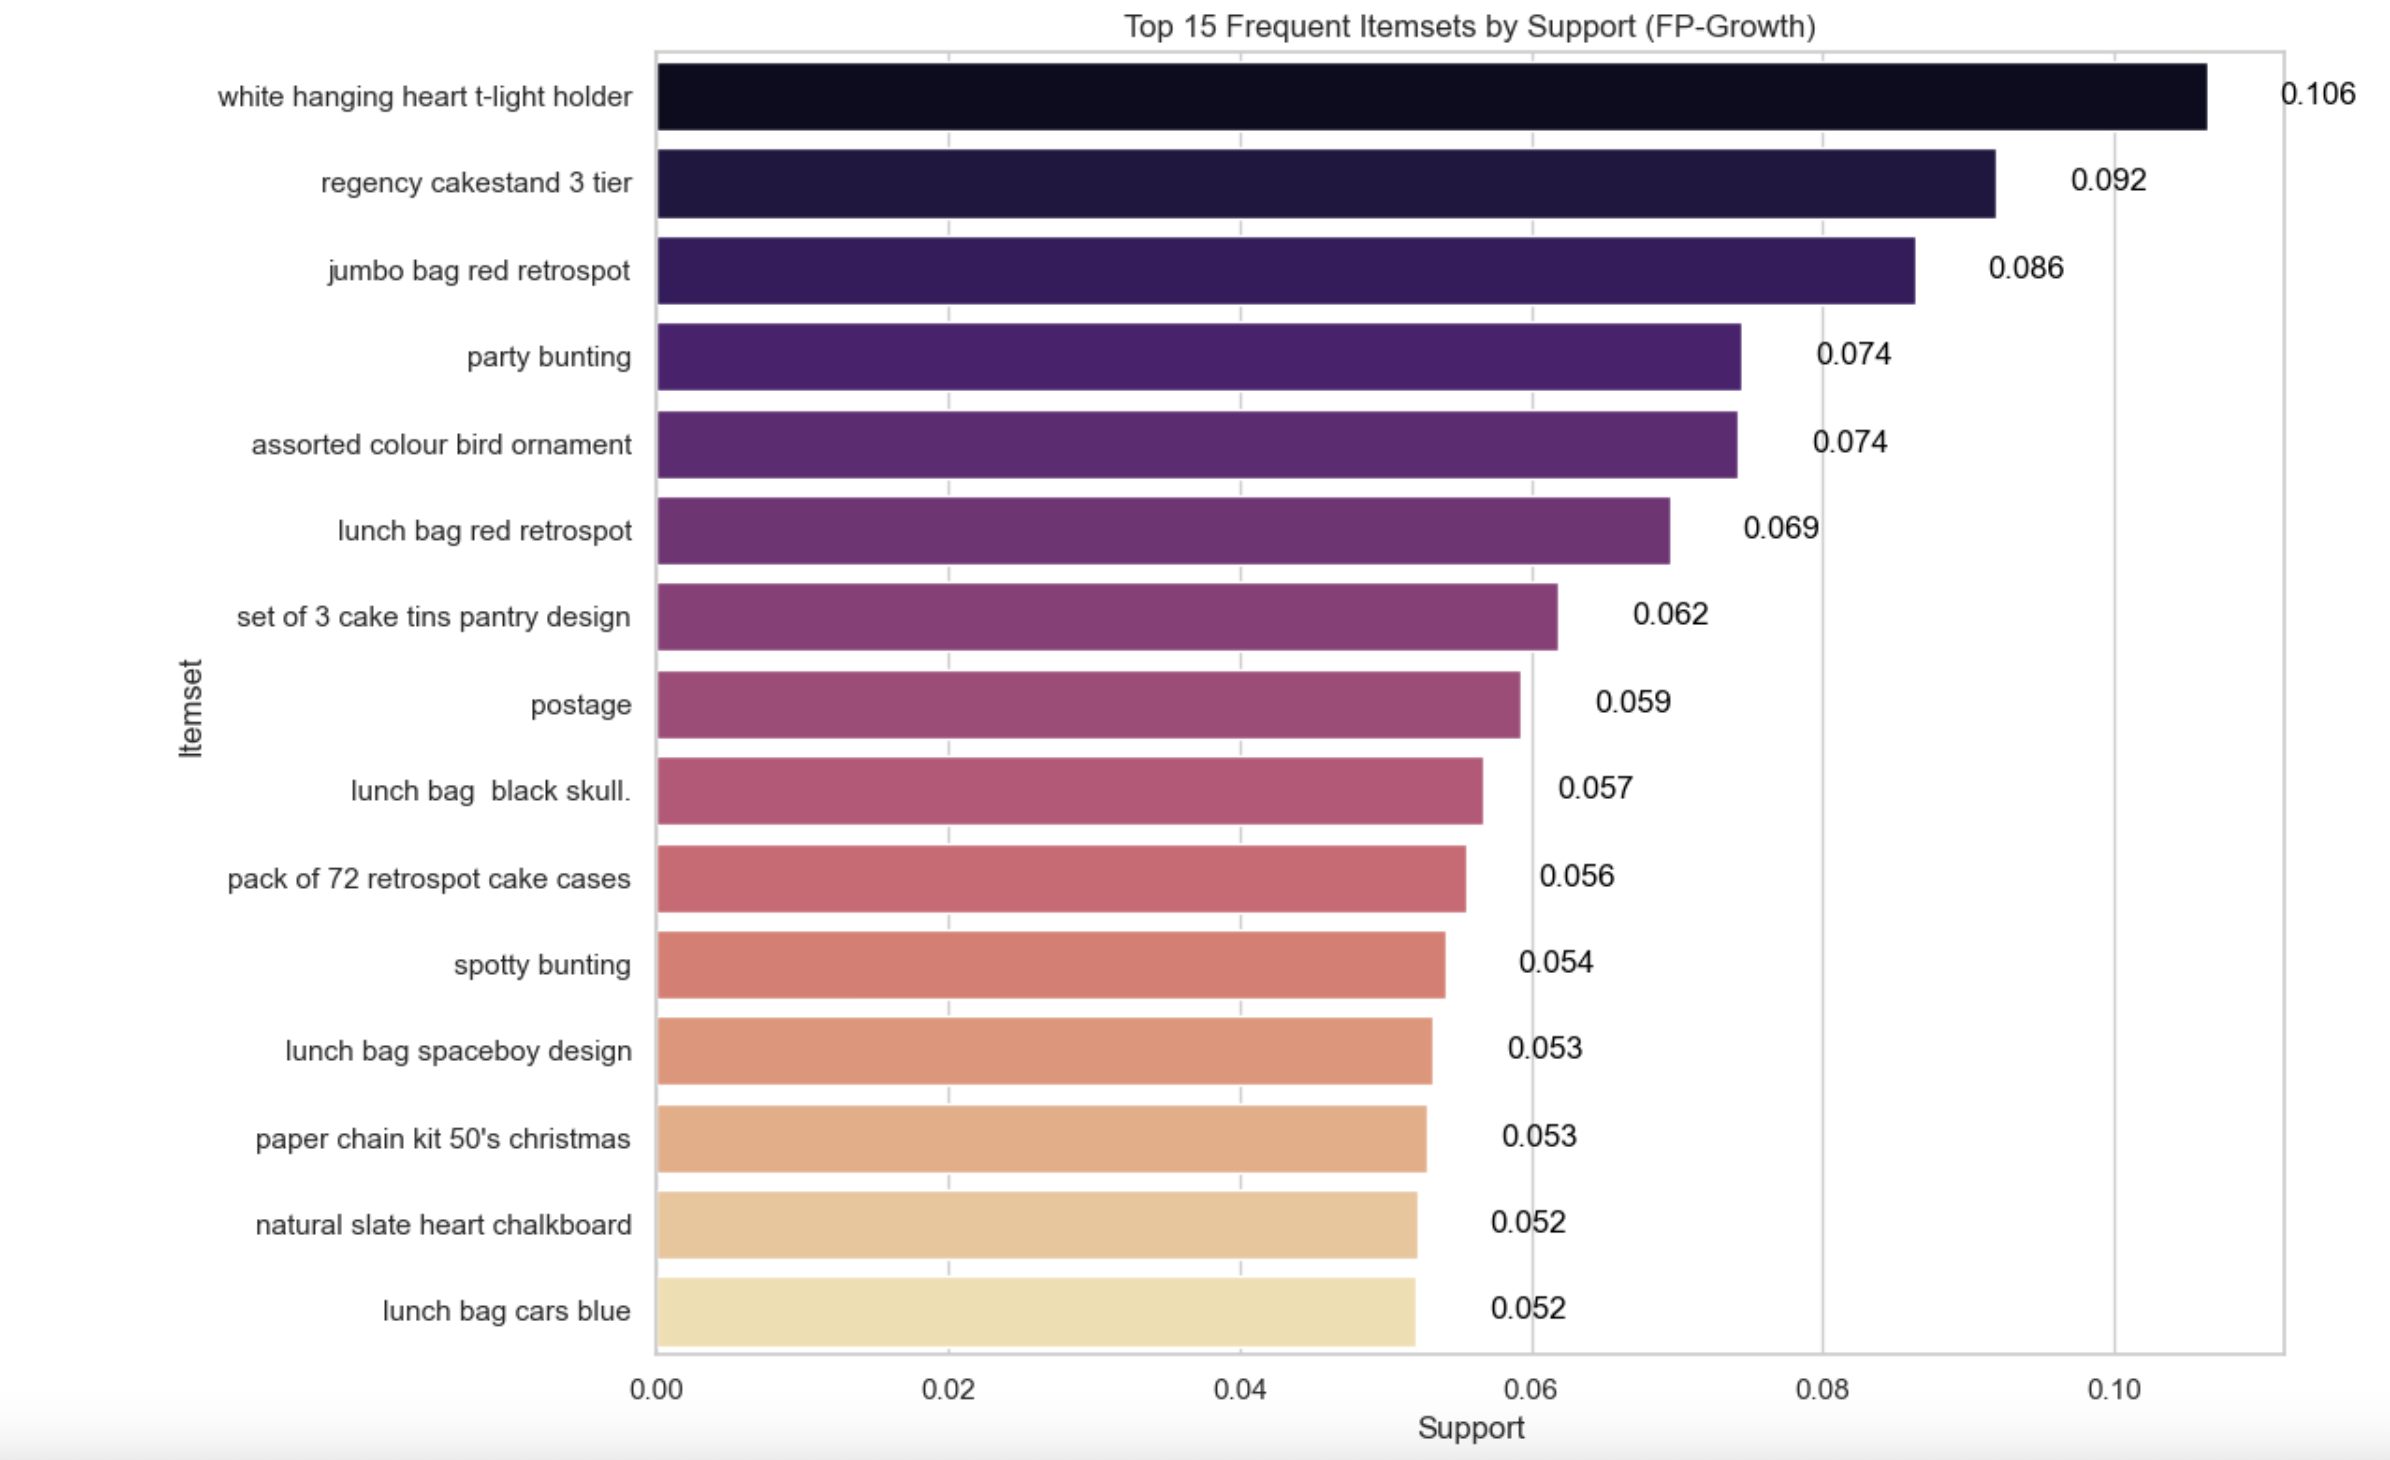 Top 15 Frequent Itemsets by Support (FP-Growth)
white hanging heart t-light holder 0.106
regency cakestand 3 tier 0.092
jumbo bag red retrospot 0.086
party bunting 0.074
assorted colour bird ornament 0.074
lunch bag red retrospot 0.069
set of 3 cake tins pantry design 0.062
Itemset
postage 0.059
lunch bag  black skull. 0.057
pack of 72 retrospot cake cases 0.056
spotty bunting 0.054
lunch bag spaceboy design 0.053
paper chain kit 50's christmas 0.053
natural slate heart chalkboard 0.052
lunch bag cars blue 0.052
0.00 0.02 0.04 0.06 0.08 0.10
Support